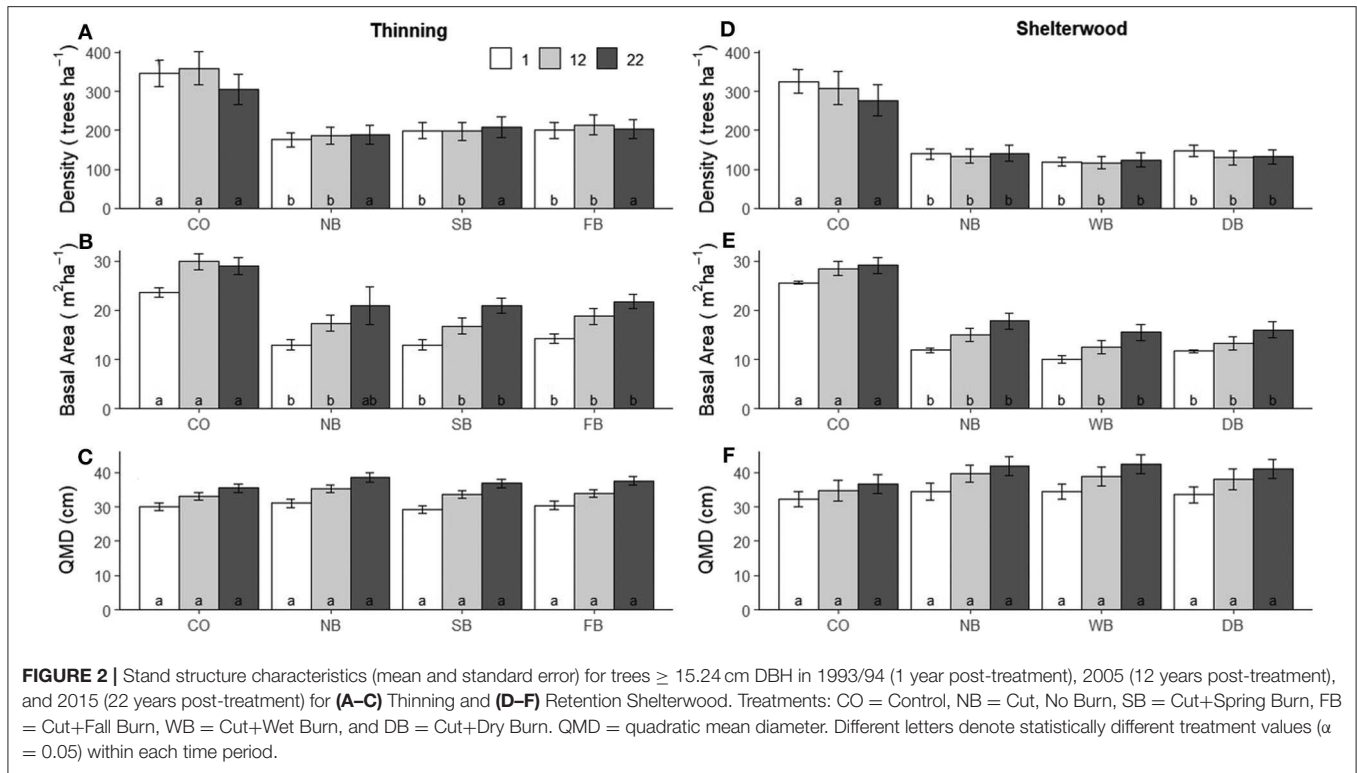 A
Thinning
1 12 22
Density ( trees ha⁻¹)
400
300
200
100
0
a a a b b a b b a b b a
CO NB SB FB
B
Basal Area ( m²ha⁻¹)
30
20
10
0
a a a b b ab b b b b b b
CO NB SB FB
C
QMD (cm)
40
30
20
10
0
a a a a a a a a a a a a
CO NB SB FB
D
Shelterwood
Density ( trees ha⁻¹)
400
300
200
100
0
a a a b b b b b b b b b
CO NB WB DB
E
Basal Area ( m²ha⁻¹)
30
20
10
0
a a a b b b b b b b b b
CO NB WB DB
F
QMD (cm)
40
30
20
10
0
a a a a a a a a a a a a
CO NB WB DB
FIGURE 2 | Stand structure characteristics (mean and standard error) for trees ≥ 15.24 cm DBH in 1993/94 (1 year post-treatment), 2005 (12 years post-treatment),
and 2015 (22 years post-treatment) for (A–C) Thinning and (D–F) Retention Shelterwood. Treatments: CO = Control, NB = Cut, No Burn, SB = Cut+Spring Burn, FB
= Cut+Fall Burn, WB = Cut+Wet Burn, and DB = Cut+Dry Burn. QMD = quadratic mean diameter. Different letters denote statistically different treatment values (α
= 0.05) within each time period.